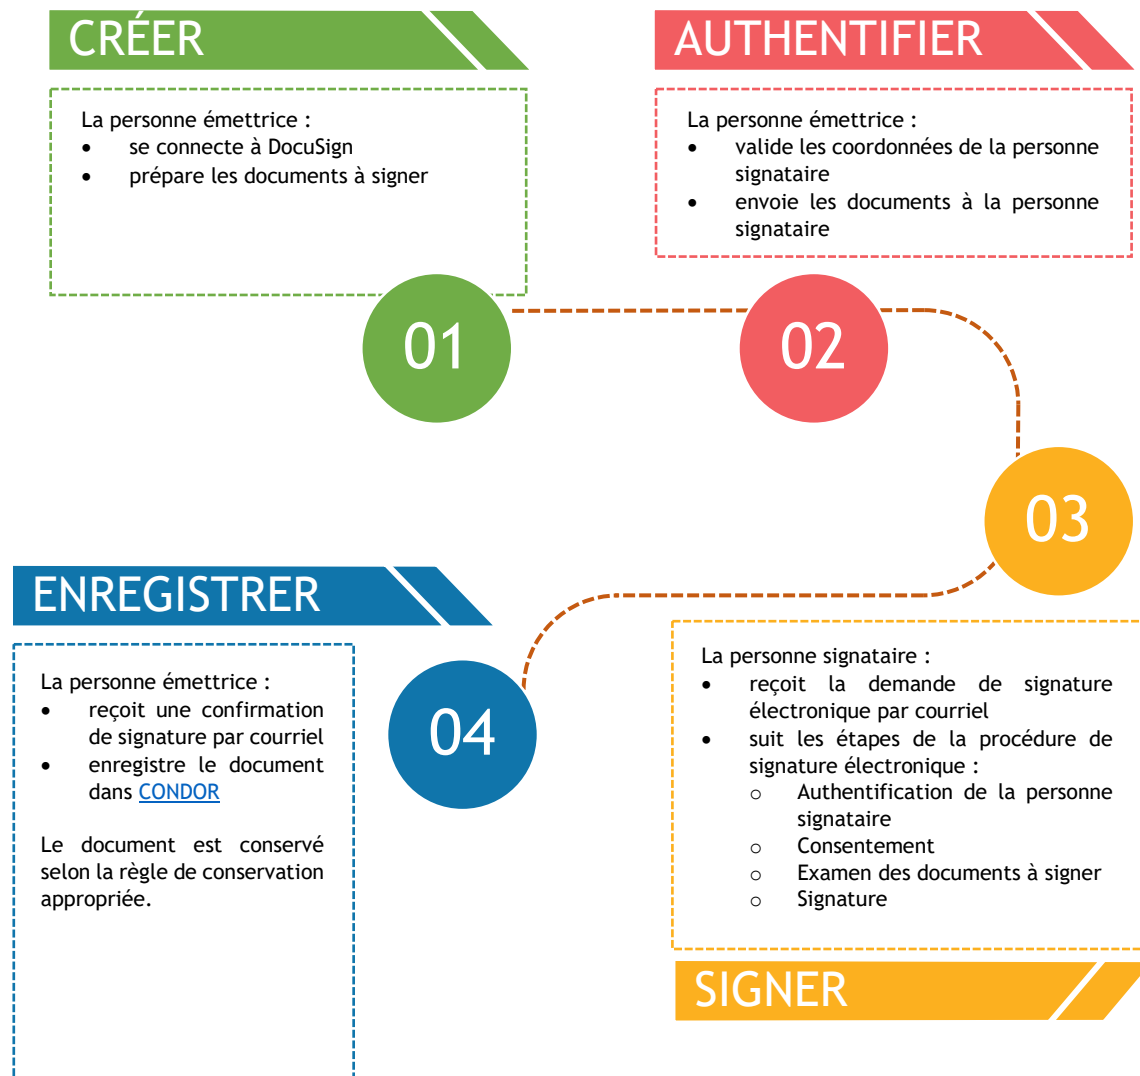 CRÉER
La personne émettrice :
• se connecte à DocuSign
• prépare les documents à signer
01
AUTHENTIFIER
La personne émettrice :
• valide les coordonnées de la personne
signataire
• envoie les documents à la personne
signataire
02
03
La personne signataire :
• reçoit la demande de signature
électronique par courriel
• suit les étapes de la procédure de
signature électronique :
o Authentification de la personne
signataire
o Consentement
o Examen des documents à signer
o Signature
SIGNER
ENREGISTRER
La personne émettrice :
• reçoit une confirmation
de signature par courriel
• enregistre le document
dans CONDOR
Le document est conservé
selon la règle de conservation
appropriée.
04